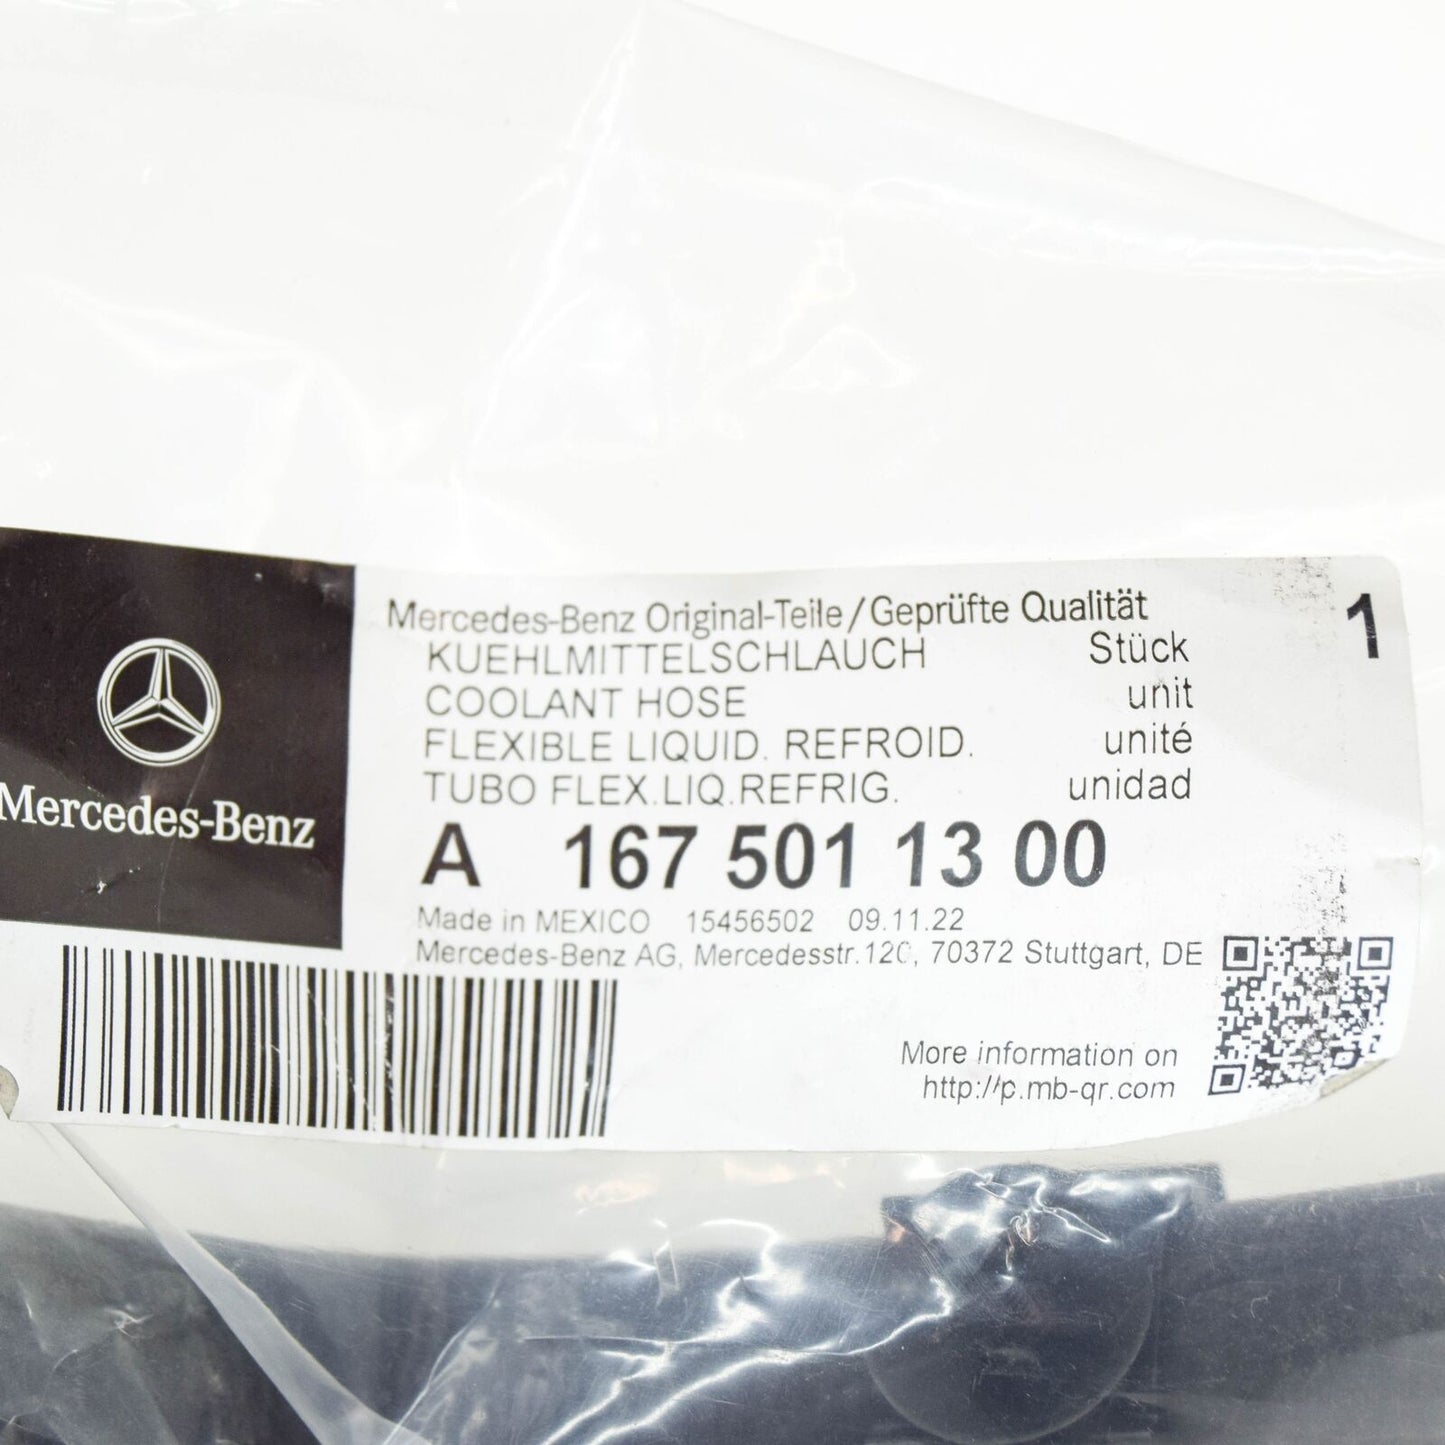 Mercedes-Benz
Mercedes-Benz Original-Teile/Geprüfte Qualität
KUEHLMITTELSCHLAUCH Stück 1
COOLANT HOSE unit
FLEXIBLE LIQUID. REFROID. unité
TUBO FLEX.LIQ.REFRIG. unidad
A 167 501 13 00
Made in MEXICO 15456502 09.11.22
Mercedes-Benz AG, Mercedesstr.120, 70372 Stuttgart, DE
More information on
http://p.mb-qr.com